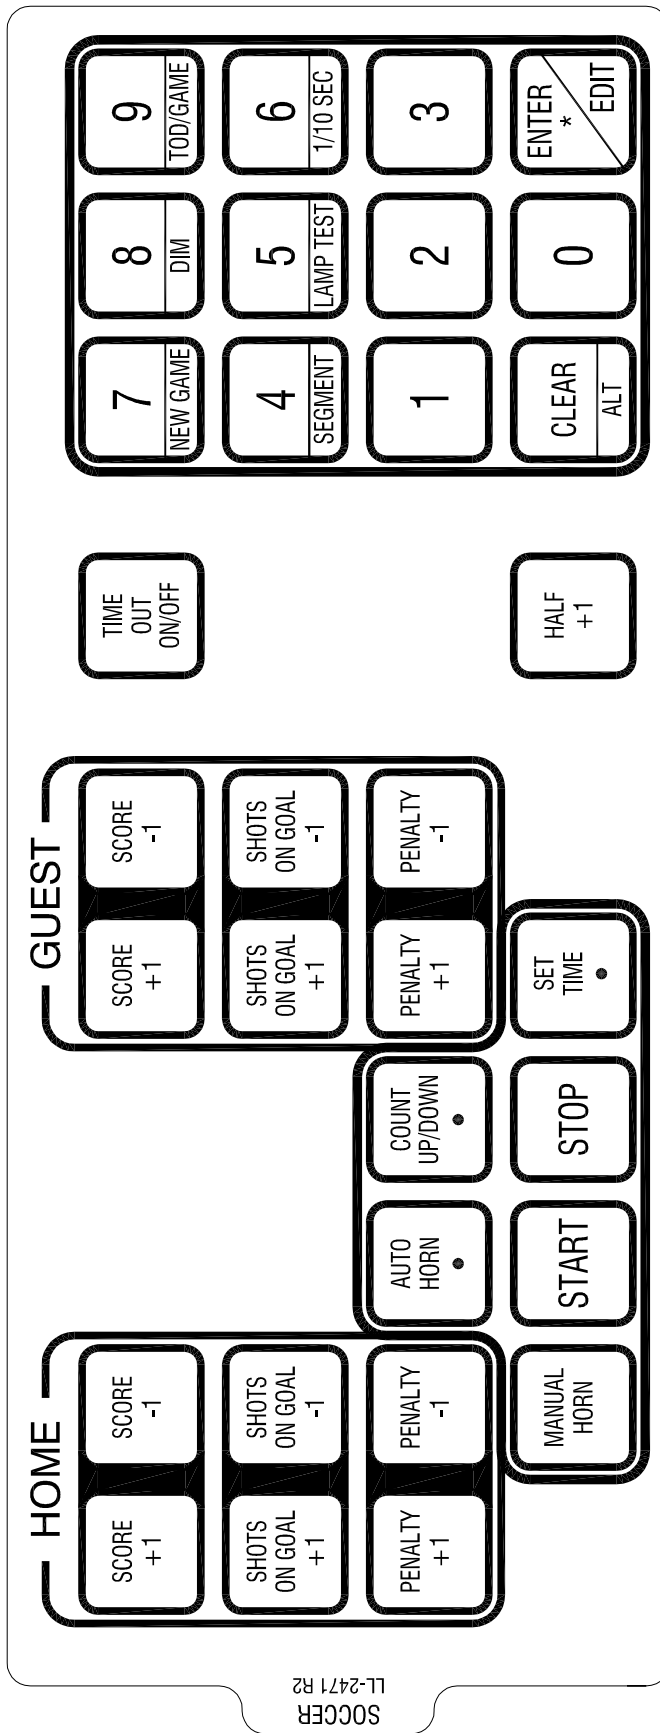 SOCCER
LL-2471 R2
HOME
SCORE
+1
SCORE
-1
SHOTS
ON GOAL
+1
SHOTS
ON GOAL
-1
PENALTY
+1
PENALTY
-1
GUEST
SCORE
+1
SCORE
-1
SHOTS
ON GOAL
+1
SHOTS
ON GOAL
-1
PENALTY
+1
PENALTY
-1
AUTO
HORN
•
COUNT
UP/DOWN
•
MANUAL
HORN
START
STOP
SET
TIME
•
TIME
OUT
ON/OFF
HALF
+1
7
NEW GAME
8
DIM
9
TOD/GAME
4
SEGMENT
5
LAMP TEST
6
1/10 SEC
1
2
3
CLEAR
ALT
0
ENTER
*
EDIT